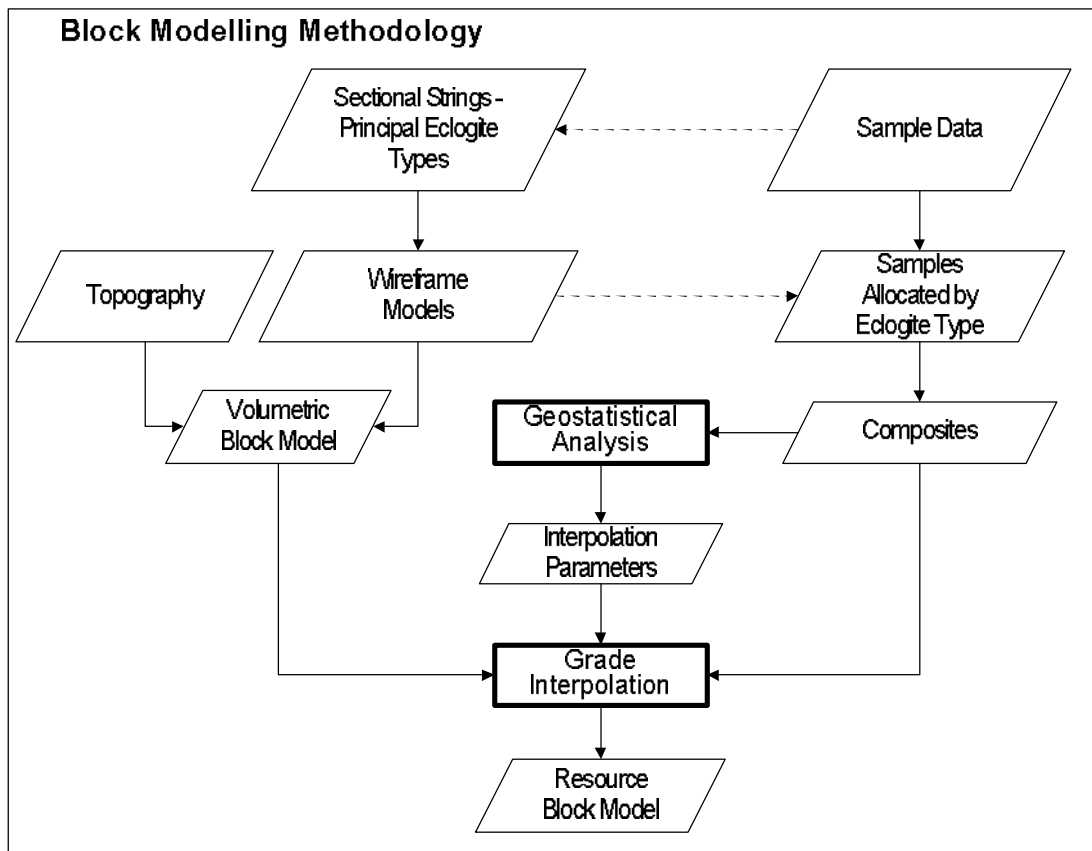 Block Modelling Methodology
Sectional Strings -
Principal Eclogite
Types
Sample Data
Topography
Wireframe
Models
Samples
Allocated by
Eclogite Type
Volumetric
Block Model
Geostatistical
Analysis
Composites
Interpolation
Parameters
Grade
Interpolation
Resource
Block Model